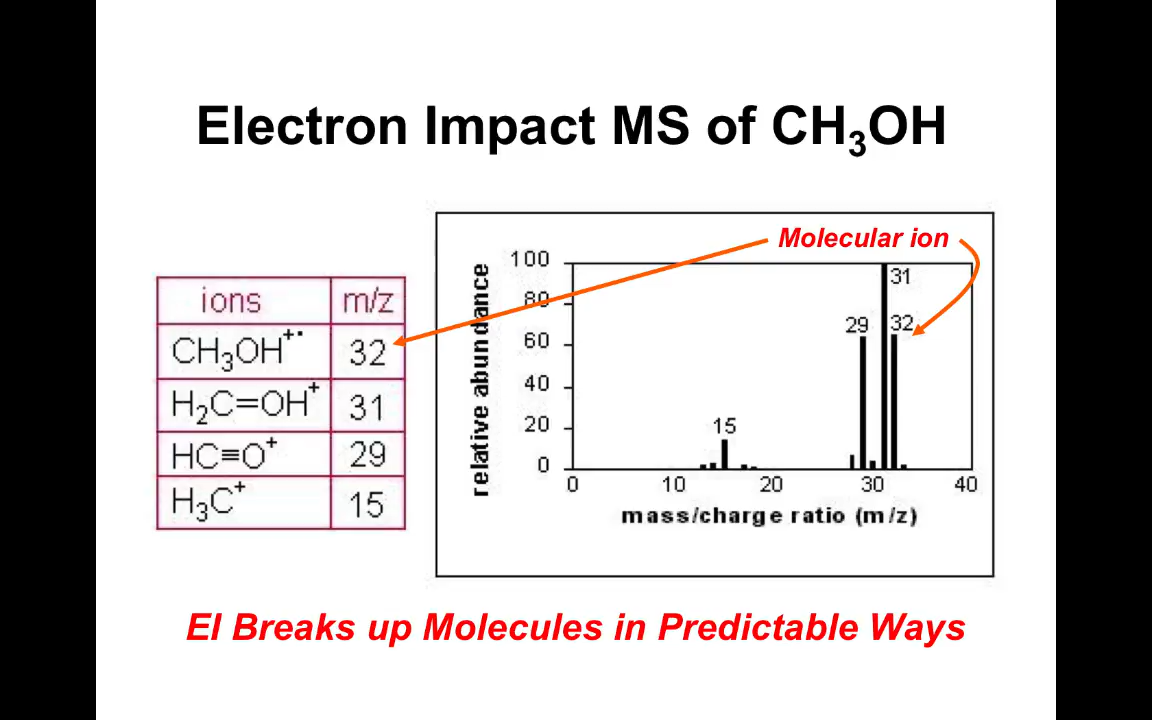 Electron Impact MS of CH₃OH
Molecular ion
ions m/z
CH₃OH⁺• 32
H₂C=OH⁺ 31
HC≡O⁺ 29
H₃C⁺ 15
relative abundance
100
80
60
40
20
0
15
29
31
32
0 10 20 30 40
mass/charge ratio (m/z)
EI Breaks up Molecules in Predictable Ways